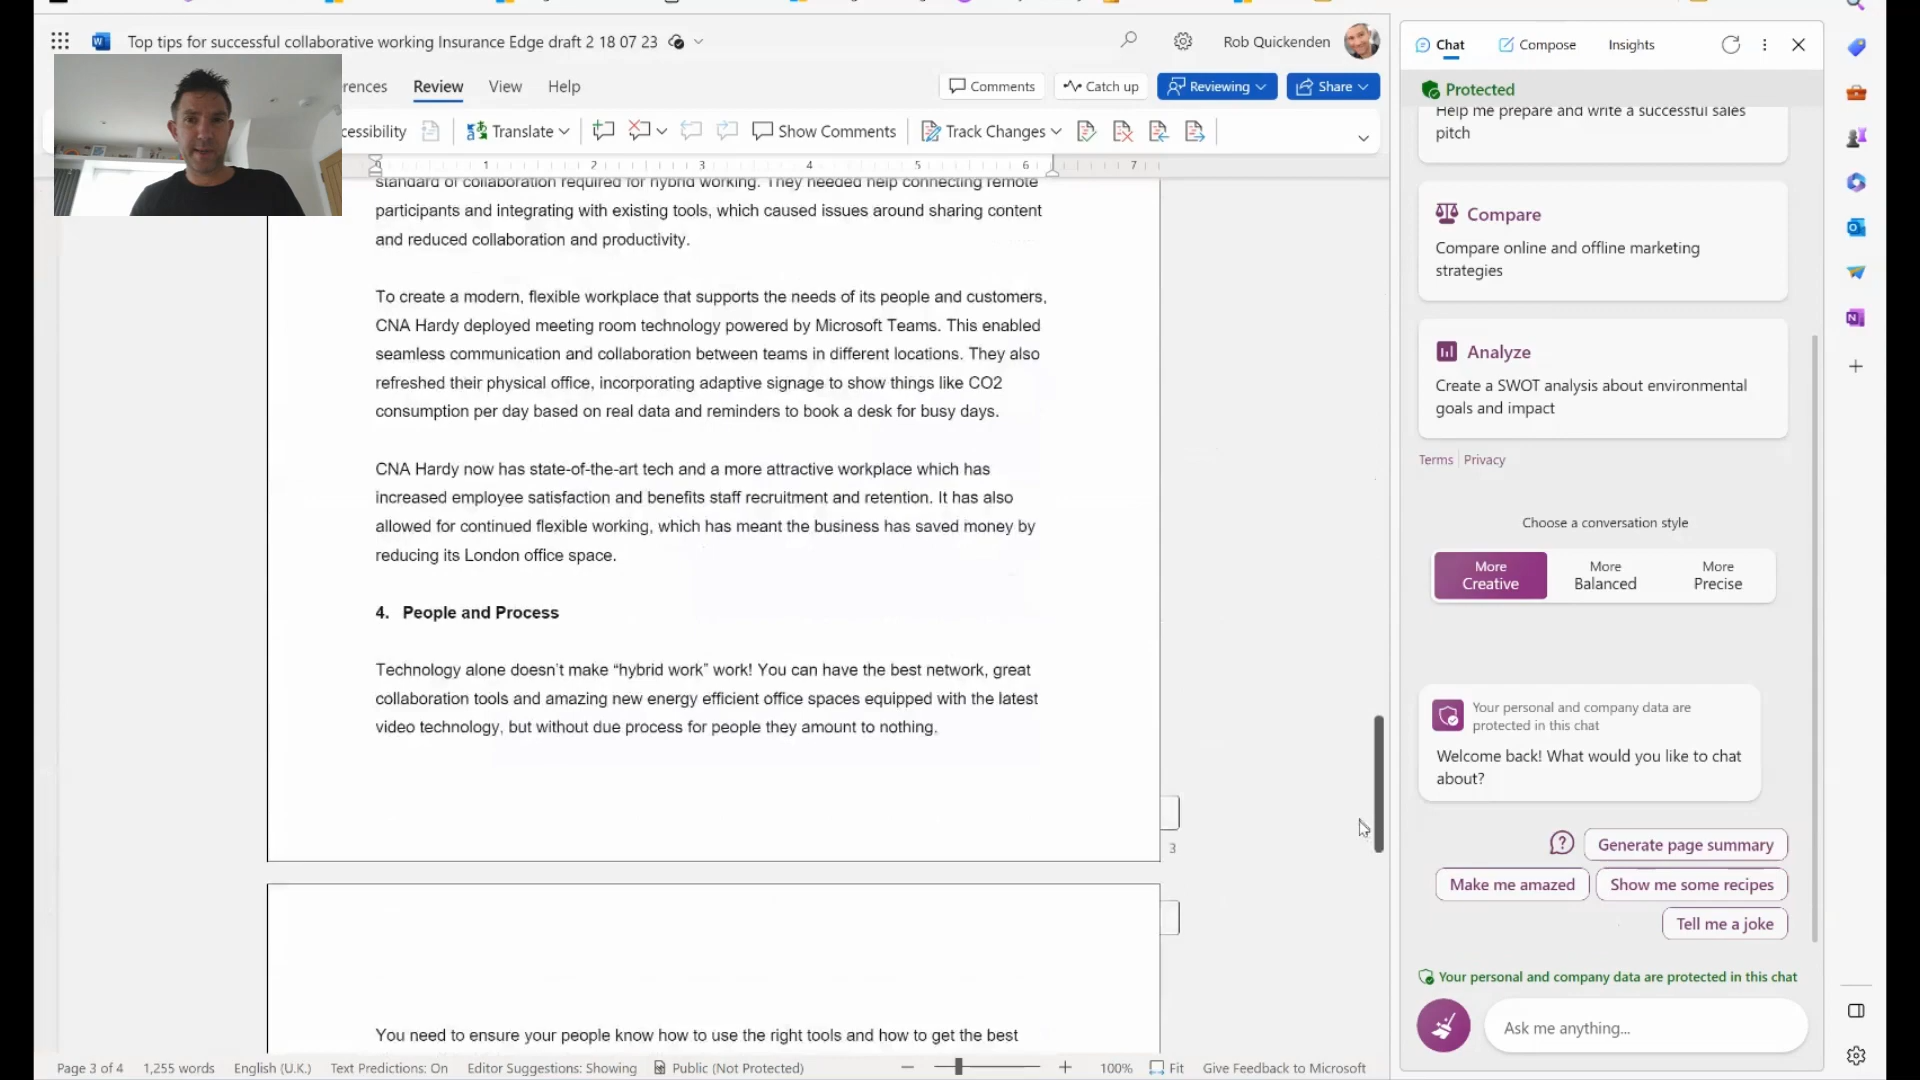 Top tips for successful collaborative working Insurance Edge draft 2 18 07 23
Rob Quickenden
rences Review View Help
Comments Catch up Reviewing Share
ccessibility Translate Show Comments Track Changes
1 2 3 4 5 6 7
standard of collaboration required for hybrid working. They needed help connecting remote
participants and integrating with existing tools, which caused issues around sharing content
and reduced collaboration and productivity.
To create a modern, flexible workplace that supports the needs of its people and customers,
CNA Hardy deployed meeting room technology powered by Microsoft Teams. This enabled
seamless communication and collaboration between teams in different locations. They also
refreshed their physical office, incorporating adaptive signage to show things like CO2
consumption per day based on real data and reminders to book a desk for busy days.
CNA Hardy now has state-of-the-art tech and a more attractive workplace which has
increased employee satisfaction and benefits staff recruitment and retention. It has also
allowed for continued flexible working, which has meant the business has saved money by
reducing its London office space.
4. People and Process
Technology alone doesn't make “hybrid work” work! You can have the best network, great
collaboration tools and amazing new energy efficient office spaces equipped with the latest
video technology, but without due process for people they amount to nothing.
3
You need to ensure your people know how to use the right tools and how to get the best
Page 3 of 4 1,255 words English (U.K.) Text Predictions: On Editor Suggestions: Showing Public (Not Protected) 100% Fit Give Feedback to Microsoft
Chat Compose Insights
Protected
Help me prepare and write a successful sales
pitch
Compare
Compare online and offline marketing
strategies
Analyze
Create a SWOT analysis about environmental
goals and impact
Terms Privacy
Choose a conversation style
More
Creative
More
Balanced
More
Precise
Your personal and company data are
protected in this chat
Welcome back! What would you like to chat
about?
Generate page summary
Make me amazed Show me some recipes
Tell me a joke
Your personal and company data are protected in this chat
Ask me anything...